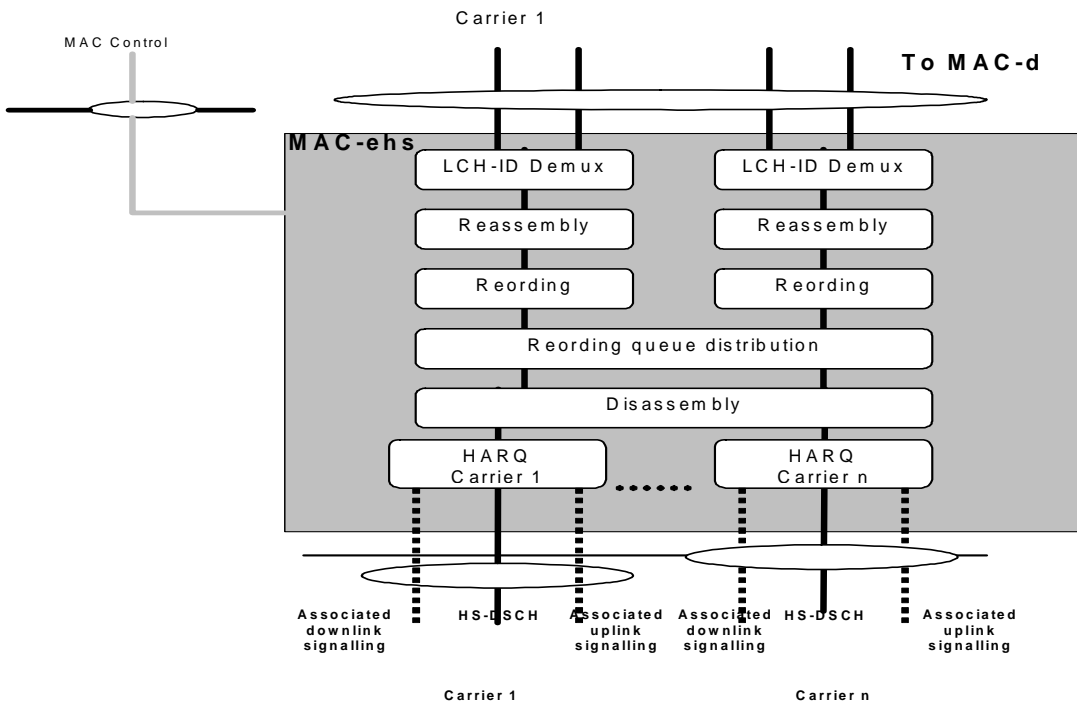 Carrier 1
MAC Control
To MAC-d
MAC-ehs
LCH-ID Demux
LCH-ID Demux
Reassembly
Reassembly
Reording
Reording
Reording queue distribution
Disassembly
HARQ
Carrier 1
HARQ
Carrier n
Associated
downlink
signalling
HS-DSCH
Associated
uplink
signalling
Associated
downlink
signalling
HS-DSCH
Associated
uplink
signalling
Carrier 1
Carrier n